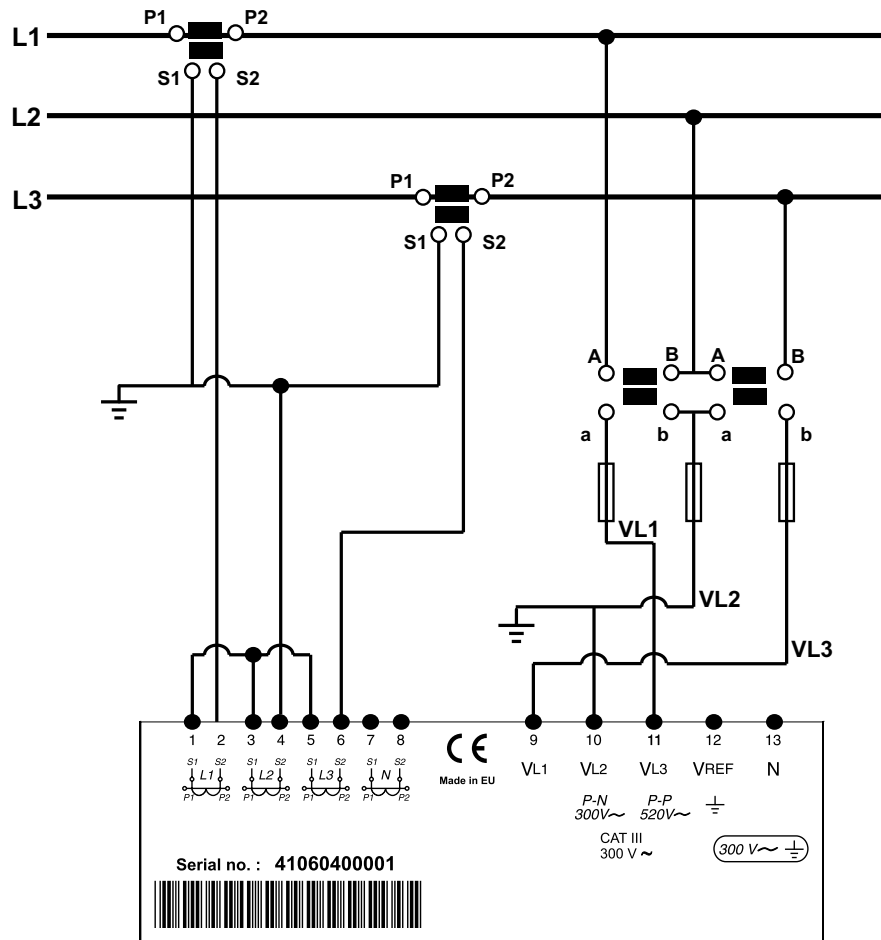 P1 P2
L1
S1 S2
L2
P1 P2
L3
S1 S2
A B A B
a b a b
VL1
VL2
VL3
1 2 3 4 5 6 7 8 9 10 11 12 13
S1 S2 S1 S2 S1 S2 S1 S2
L1 L2 L3 N
P1 P2 P1 P2 P1 P2 P1 P2
CE
Made in EU
VL1 VL2 VL3 VREF N
P-N P-P
300V~ 520V~
CAT III
300 V ~
300 V~
Serial no. : 41060400001